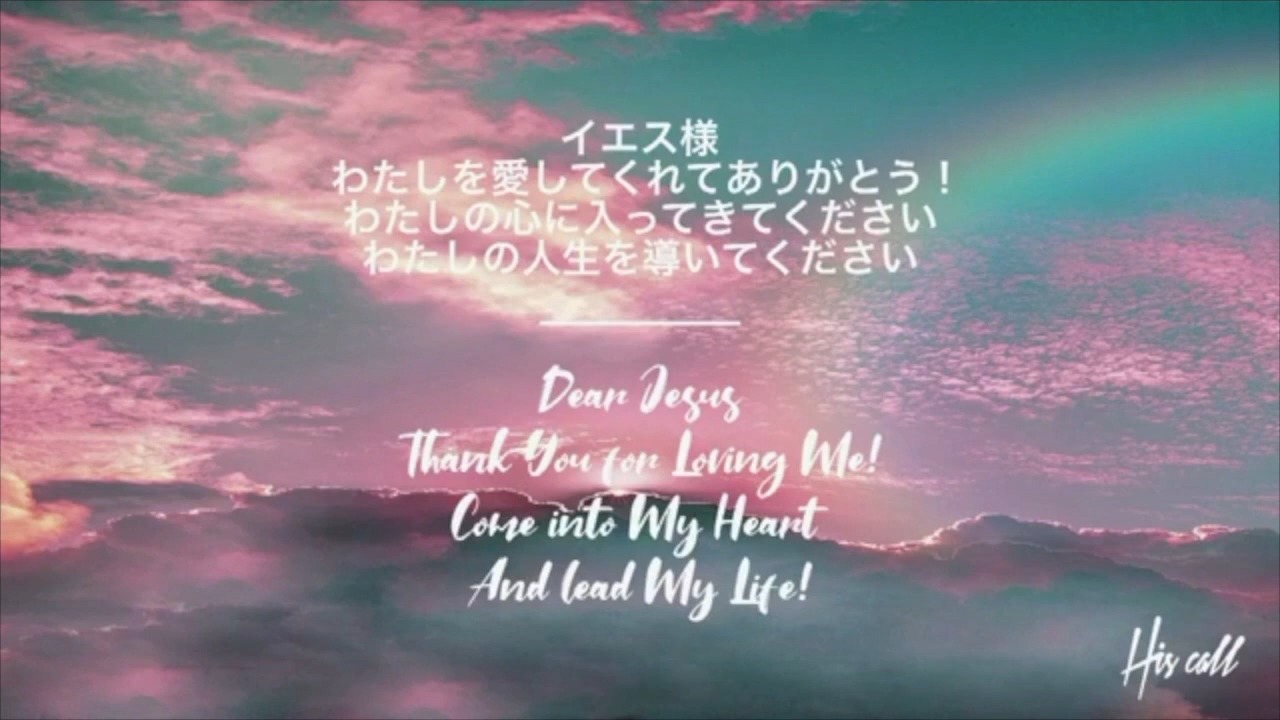 イエス様
わたしを愛してくれてありがとう！
わたしの心に入ってきてください
わたしの人生を導いてください
Dear Jesus
Thank You for Loving Me!
Come into My Heart
And lead My Life!
His call